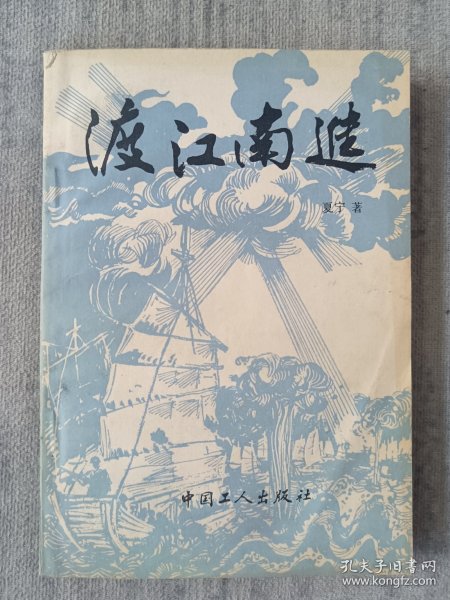 渡江南进
夏宁 著
中国工人出版社
孔夫子旧书网
www.kongfz.com